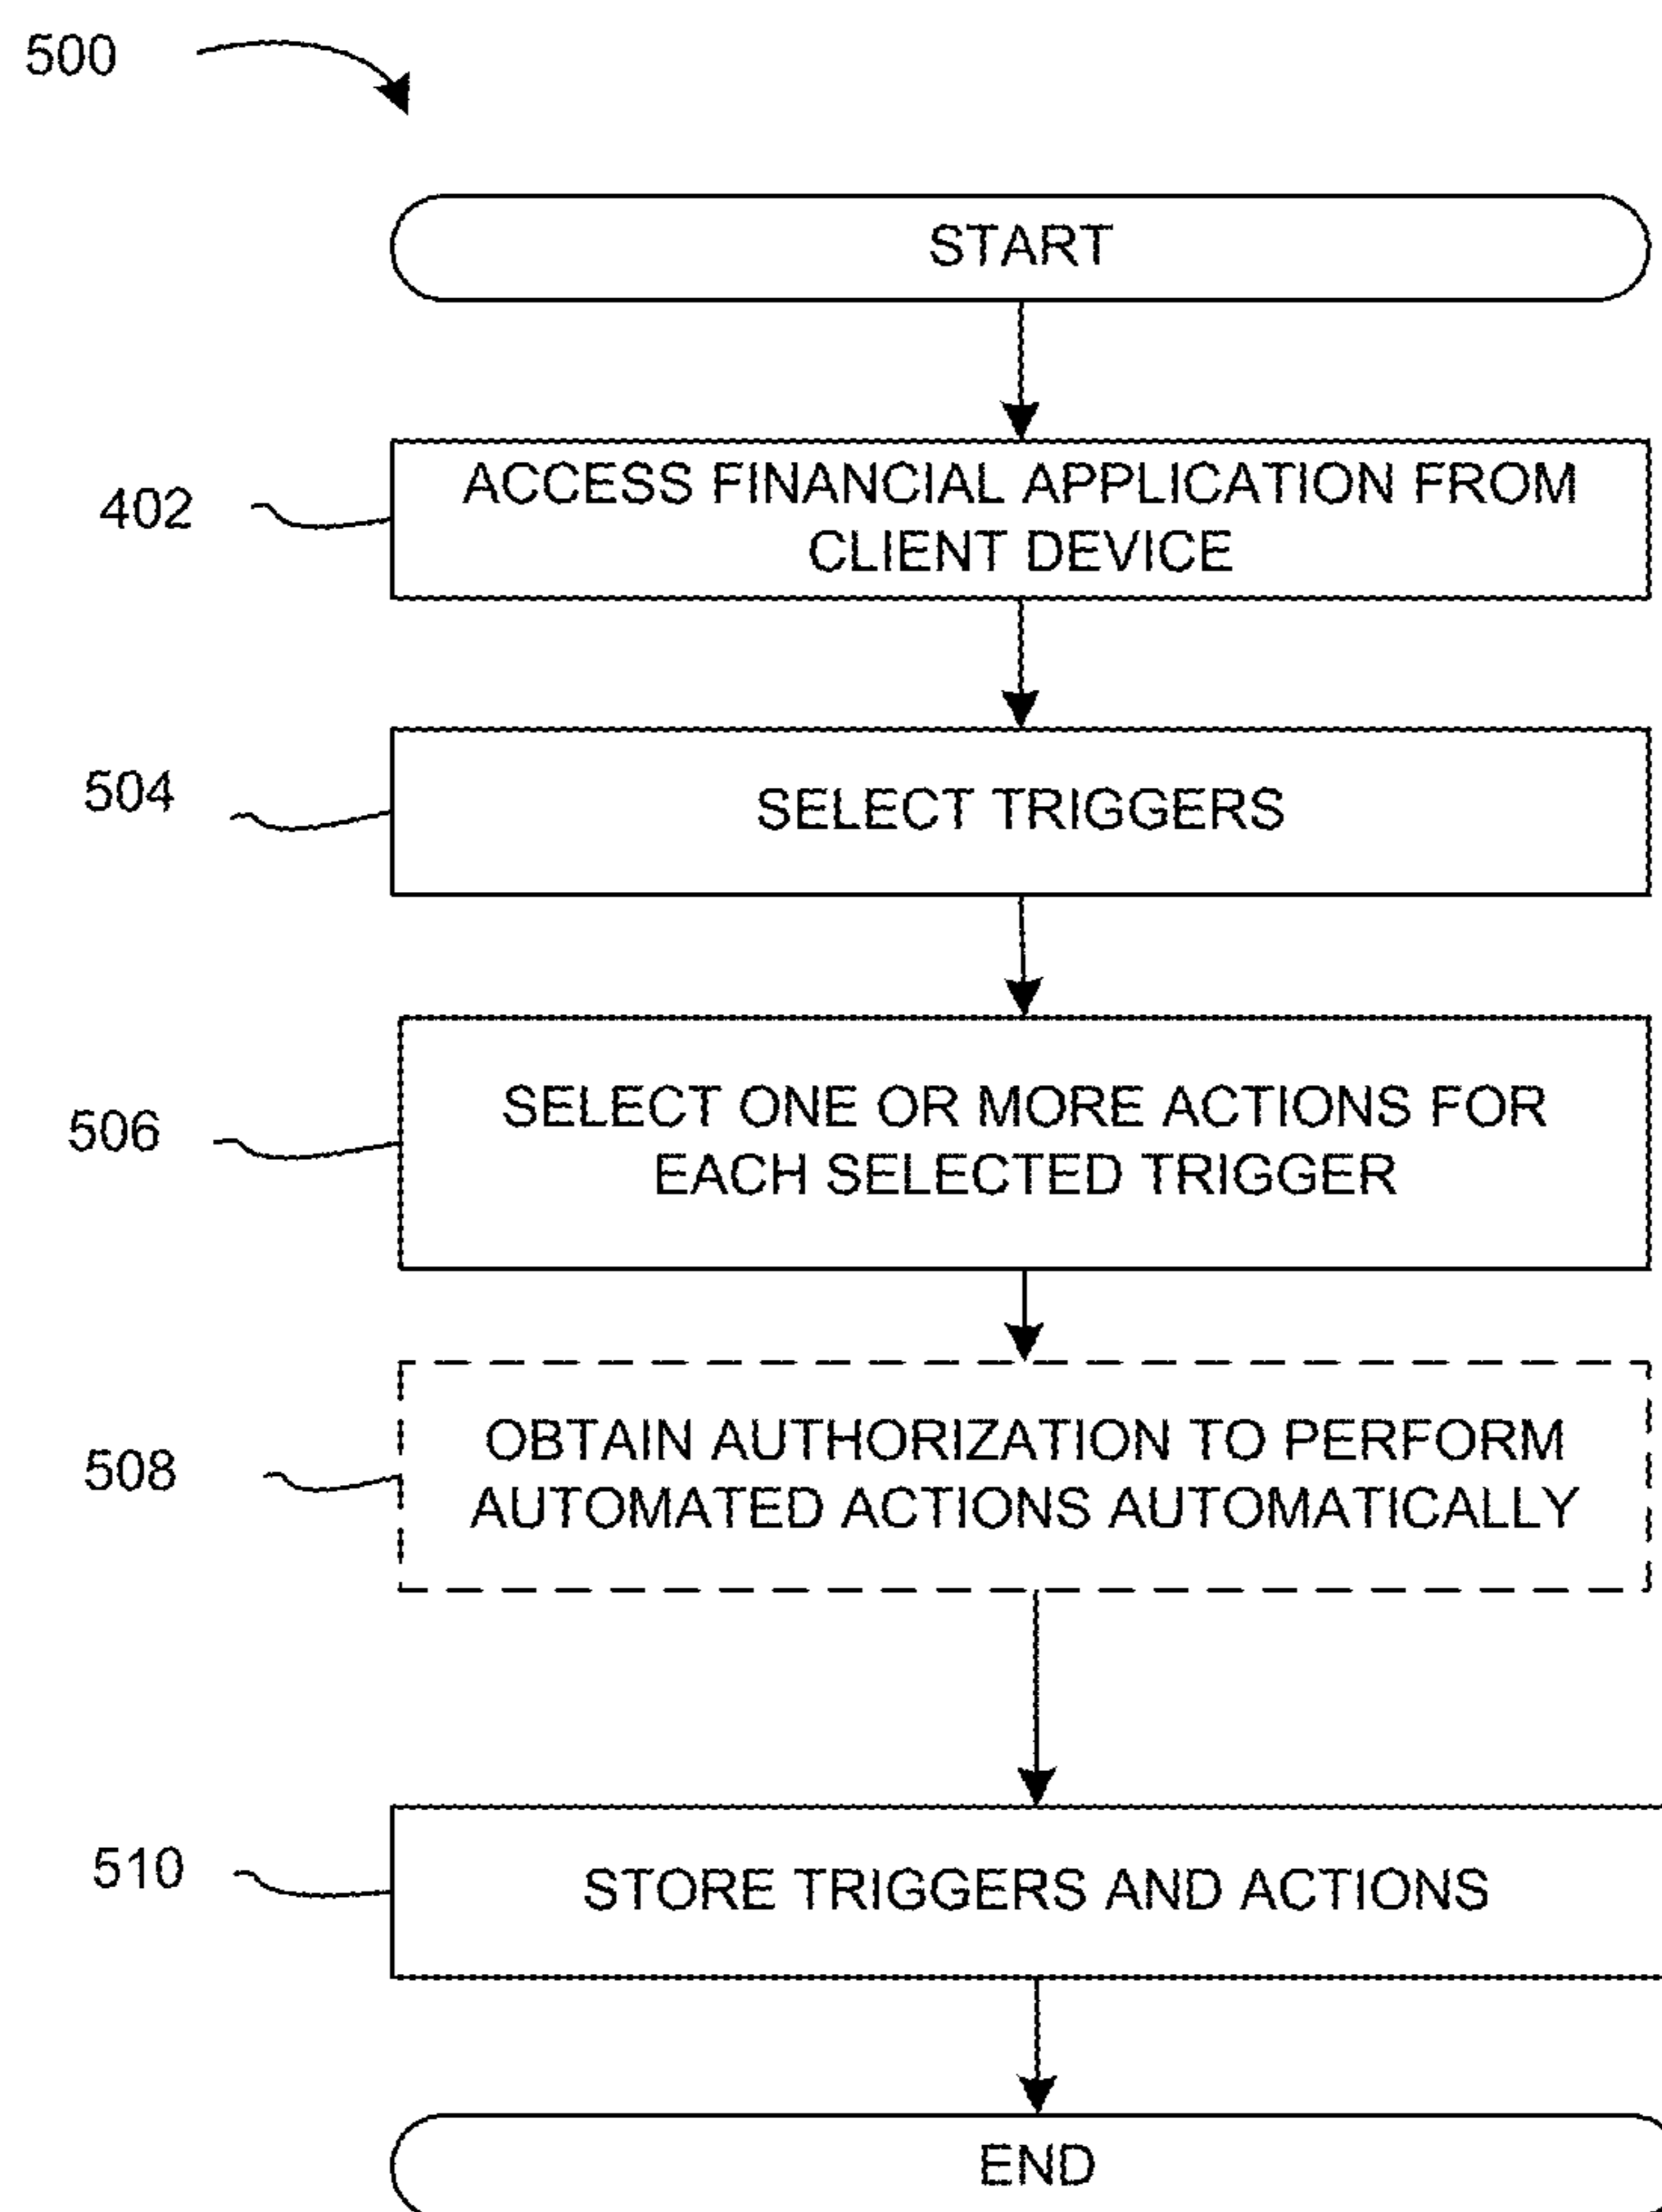 500
START
402
ACCESS FINANCIAL APPLICATION FROM
CLIENT DEVICE
504
SELECT TRIGGERS
506
SELECT ONE OR MORE ACTIONS FOR
EACH SELECTED TRIGGER
508
OBTAIN AUTHORIZATION TO PERFORM
AUTOMATED ACTIONS AUTOMATICALLY
510
STORE TRIGGERS AND ACTIONS
END